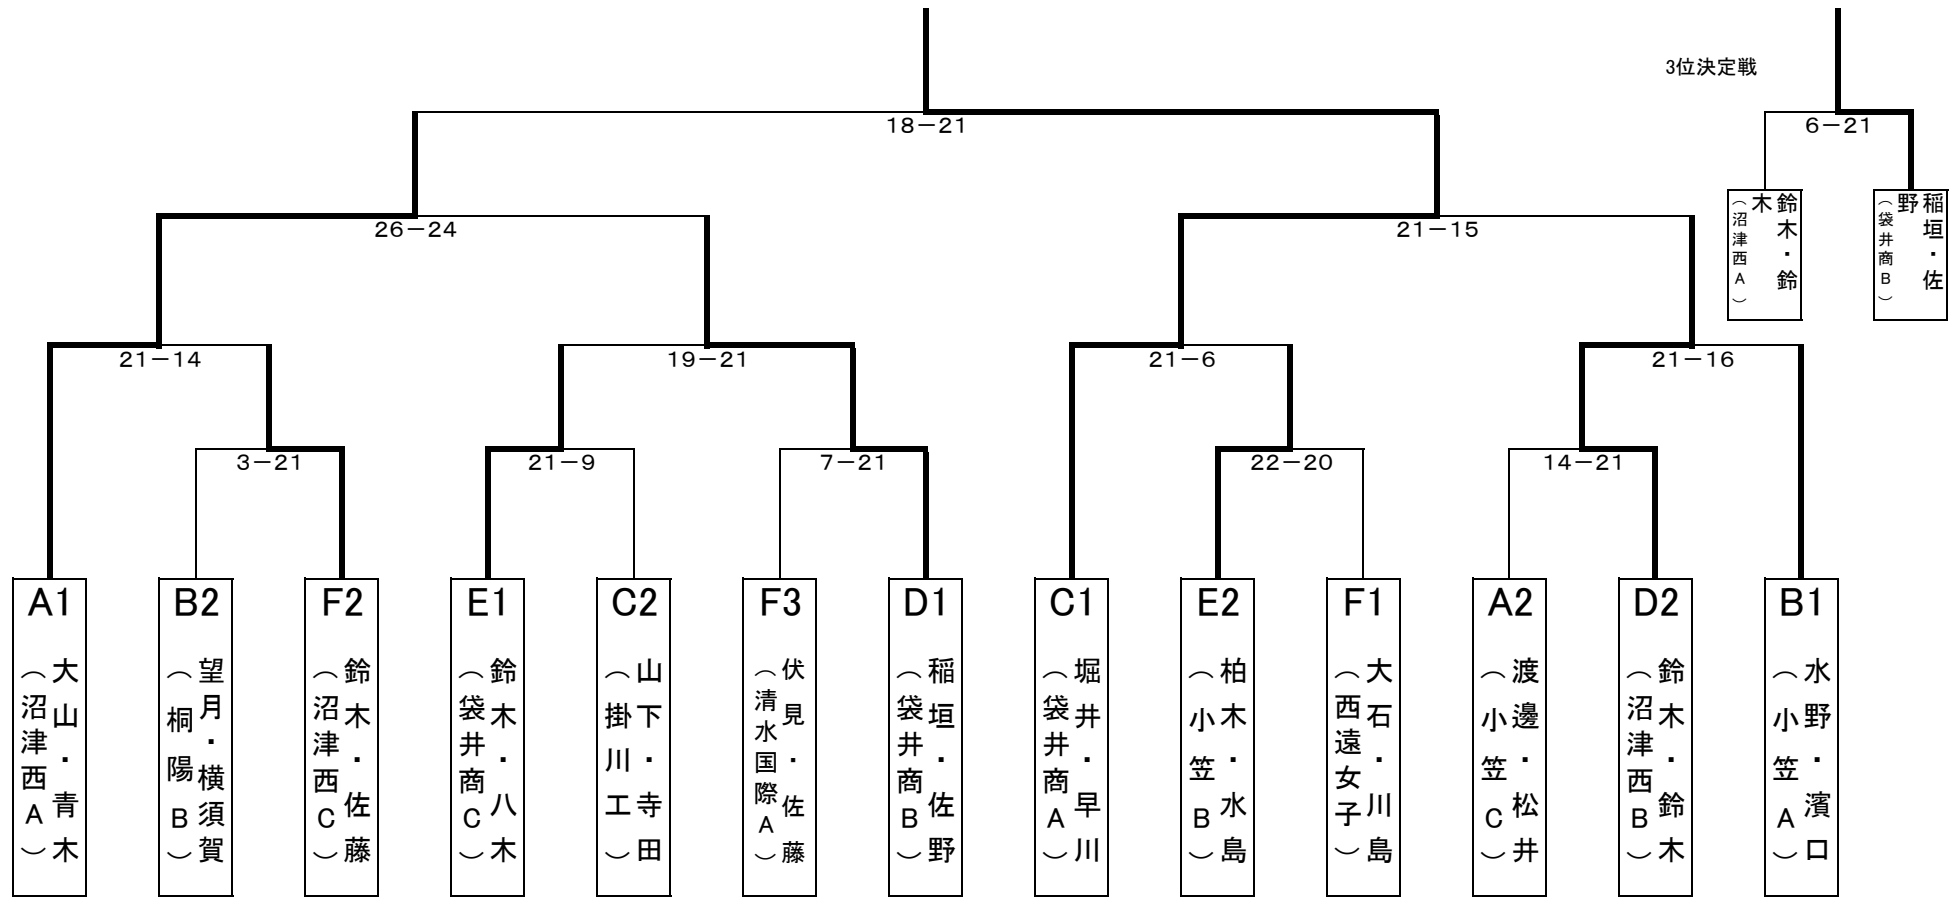 3位決定戦
18－21
6－21
鈴木・鈴木
（沼津西A）
稲垣・佐野
（袋井商B）
26－24
21－15
21－14
19－21
21－6
21－16
3－21
21－9
7－21
22－20
14－21
A1
大山・青木
（沼津西A）
B2
望月・横須賀
（桐陽B）
F2
鈴木・佐藤
（沼津西C）
E1
鈴木・八木
（袋井商C）
C2
山下・寺田
（掛川工）
F3
伏見・佐藤
（清水国際A）
D1
稲垣・佐野
（袋井商B）
C1
堀井・早川
（袋井商A）
E2
柏木・水島
（小笠B）
F1
大石・川島
（西遠女子）
A2
渡邊・松井
（小笠C）
D2
鈴木・鈴木
（沼津西B）
B1
水野・濱口
（小笠A）